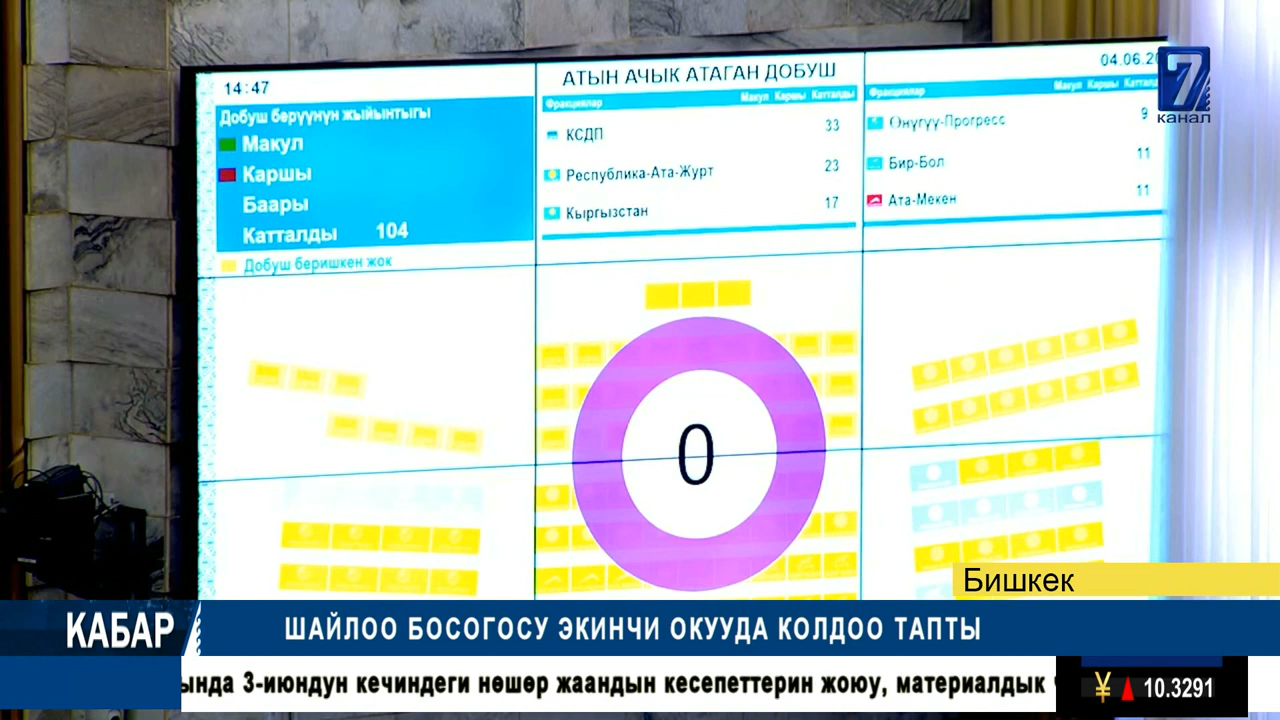 14:47
Добуш берүүнүн жыйынтыгы
Макул
Каршы
Баары
Катталды 104
Добуш беришкен жок
АТЫН АЧЫК АТАГАН ДОБУШ
Фракциялар Макул Каршы Катталды
КСДП 33
Республика-Ата-Журт 23
Кыргызстан 17
04.06.20
Фракциялар Макул Каршы Катталды
Өнүгүү-Прогресс 9
Бир-Бол 11
Ата-Мекен 11
7
канал
0
Бишкек
КАБАР
ШАЙЛОО БОСОГОСУ ЭКИНЧИ ОКУУДА КОЛДОО ТАПТЫ
ында 3-июндун кечиндеги нөшөр жаандын кесепеттерин жоюу, материалдык
¥ 10.3291